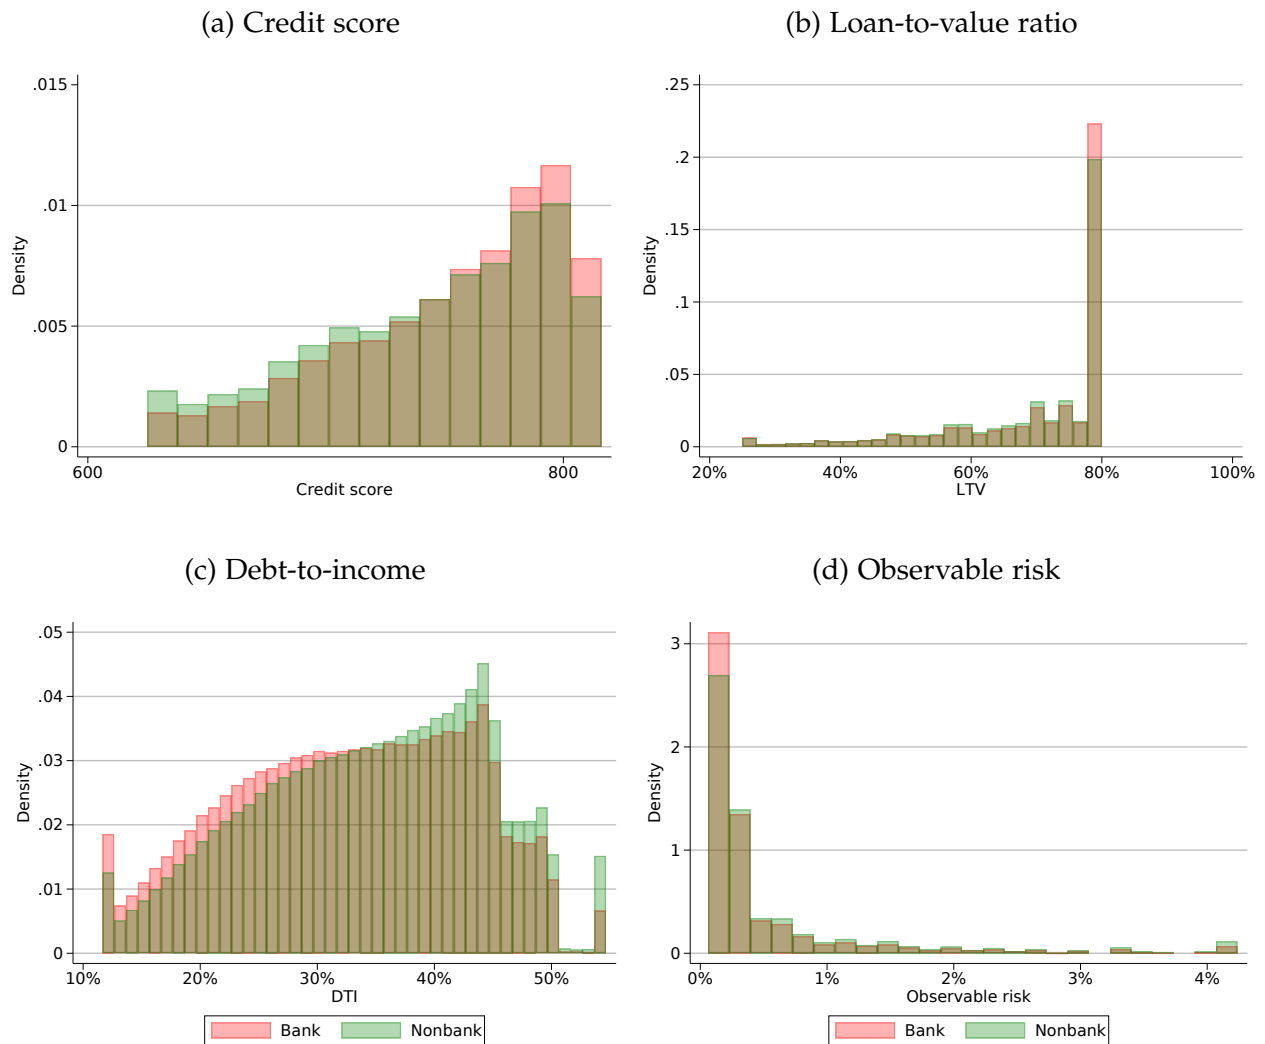 (a) Credit score
(b) Loan-to-value ratio
.015
.01
.005
0
Density
600
800
Credit score
.25
.2
.15
.1
.05
0
Density
20%
40%
60%
80%
100%
LTV
(c) Debt-to-income
(d) Observable risk
.05
.04
.03
.02
.01
0
Density
10%
20%
30%
40%
50%
DTI
Bank
Nonbank
3
2
1
0
Density
0%
1%
2%
3%
4%
Observable risk
Bank
Nonbank